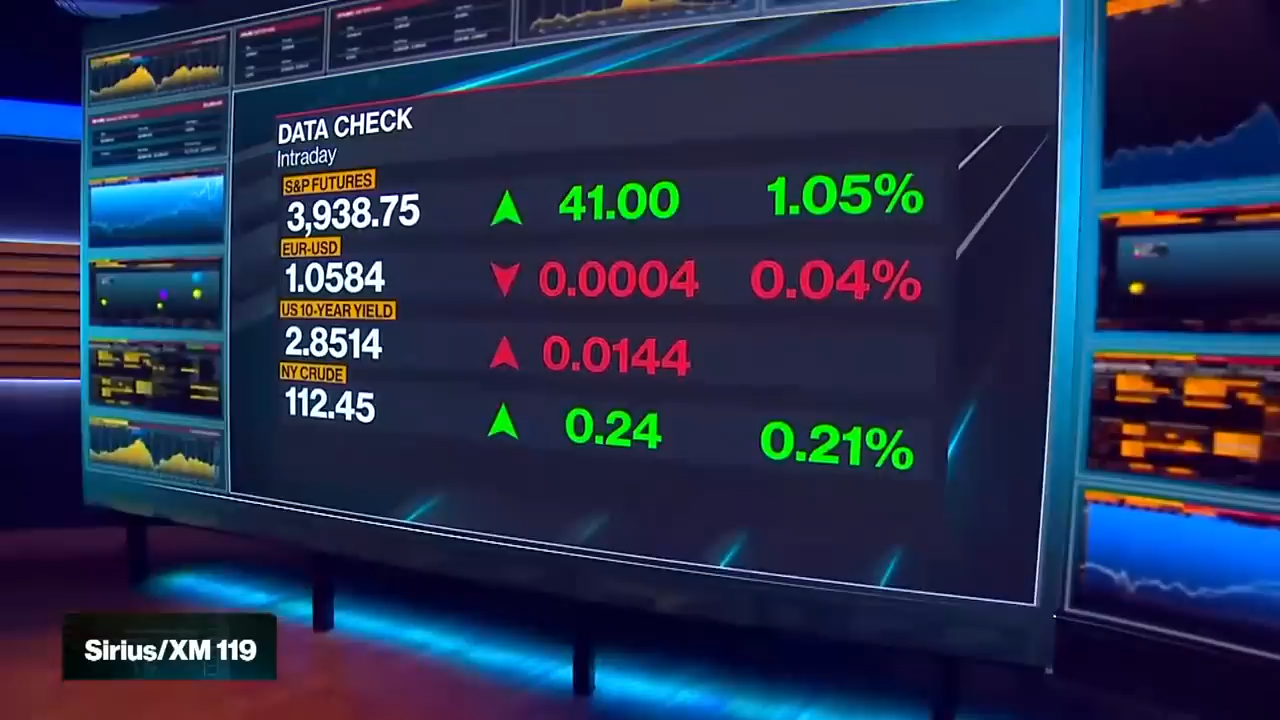 DATA CHECK
Intraday
S&P FUTURES
3,938.75 41.00 1.05%
EUR-USD
1.0584 0.0004 0.04%
US 10-YEAR YIELD
2.8514 0.0144
NY CRUDE
112.45 0.24 0.21%
Sirius/XM 119